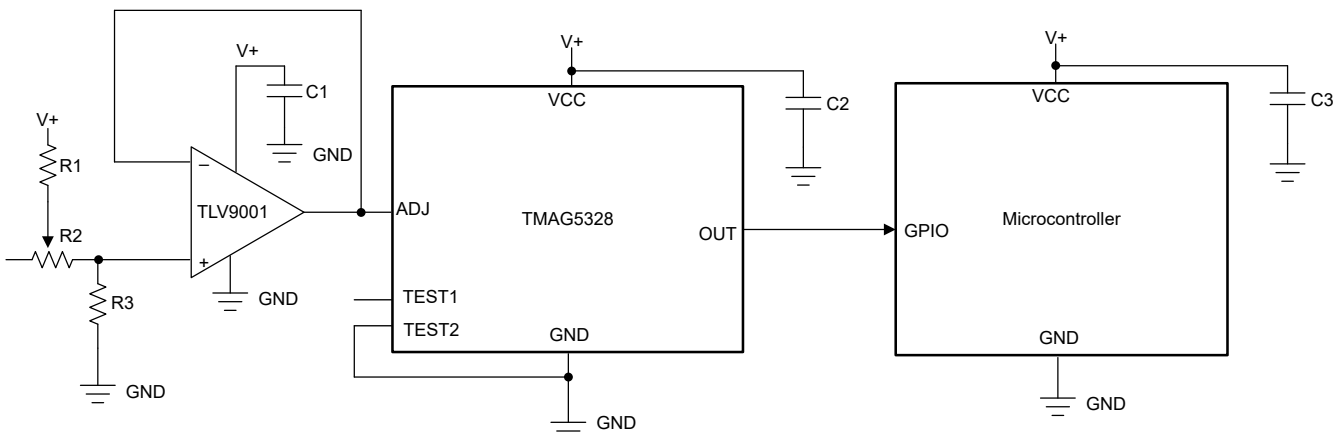 V+
V+
V+
V+
C1
VCC
C2
VCC
C3
GND
R1
−
TLV9001
ADJ
TMAG5328
Microcontroller
R2
OUT
GPIO
+
GND
R3
TEST1
TEST2
GND
GND
GND
GND
GND